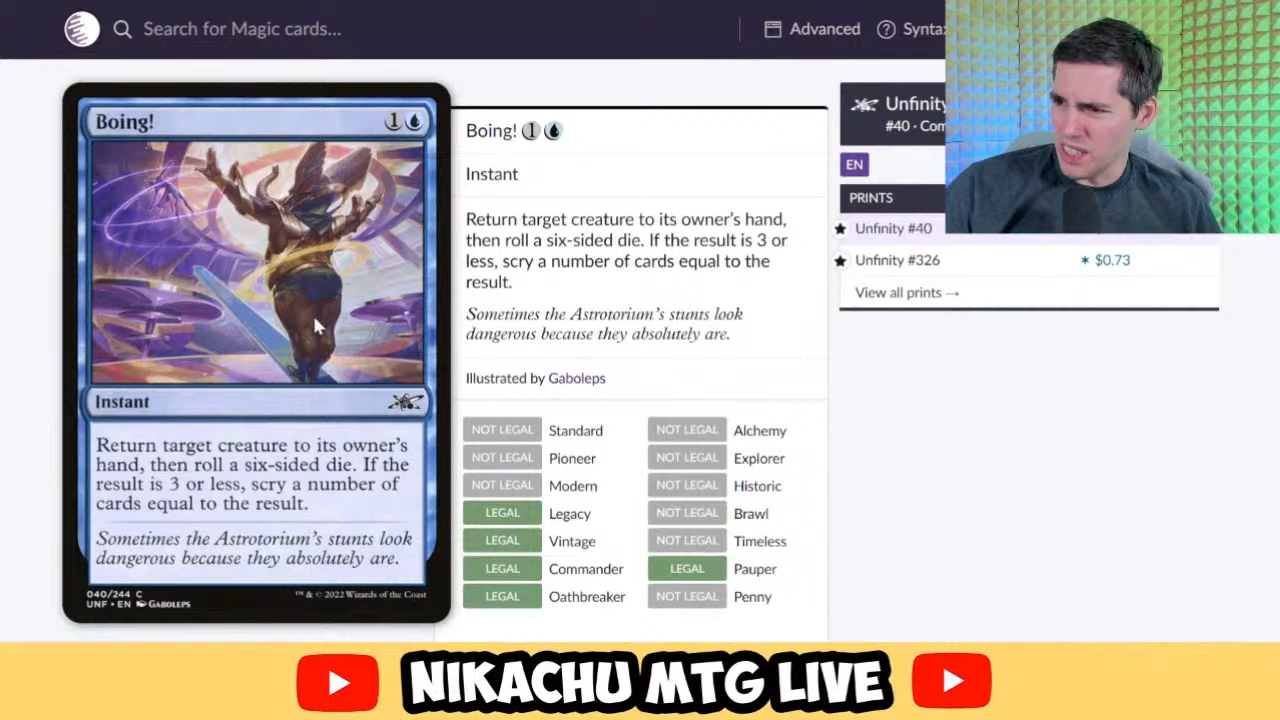 Search for Magic cards...
Advanced
Boing! 1
Instant
Return target creature to its owner's
hand, then roll a six-sided die. If the
result is 3 or less, scry a number of
cards equal to the result.
Sometimes the Astrotorium's stunts look
dangerous because they absolutely are.
040/244 C
UNF • EN GABOLEPS
™ & © 2022 Wizards of the Coast
Boing! 1
Instant
Return target creature to its owner's hand,
then roll a six-sided die. If the result is 3 or
less, scry a number of cards equal to the
result.
Sometimes the Astrotorium's stunts look
dangerous because they absolutely are.
Illustrated by Gaboleps
NOT LEGAL Standard NOT LEGAL Alchemy
NOT LEGAL Pioneer NOT LEGAL Explorer
NOT LEGAL Modern NOT LEGAL Historic
LEGAL Legacy NOT LEGAL Brawl
LEGAL Vintage NOT LEGAL Timeless
LEGAL Commander LEGAL Pauper
LEGAL Oathbreaker NOT LEGAL Penny
Unfinity
#40 ·
EN
PRINTS
Unfinity #40
Unfinity #326 $0.73
View all prints →
NIKACHU MTG LIVE